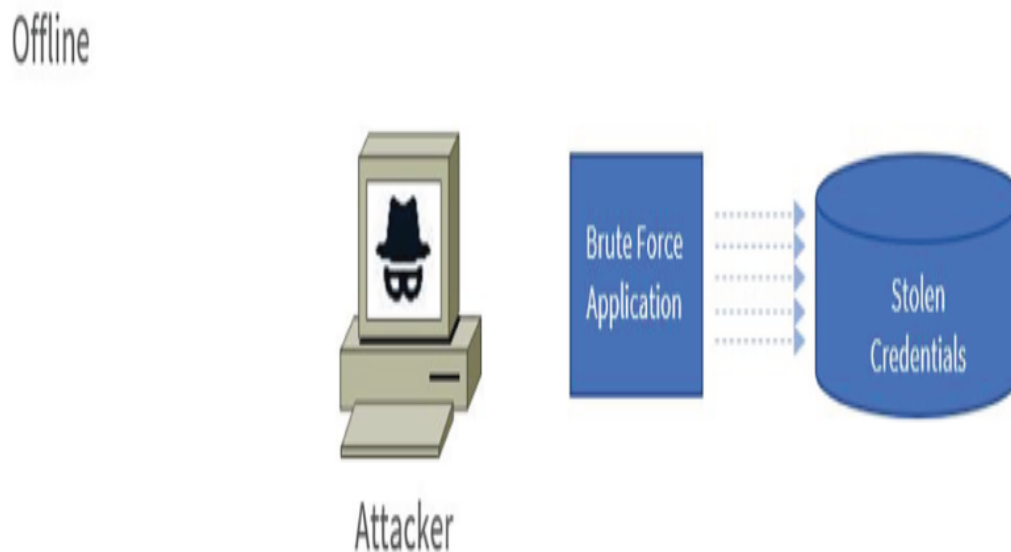 Offline
Brute Force
Application
Stolen
Credentials
Attacker